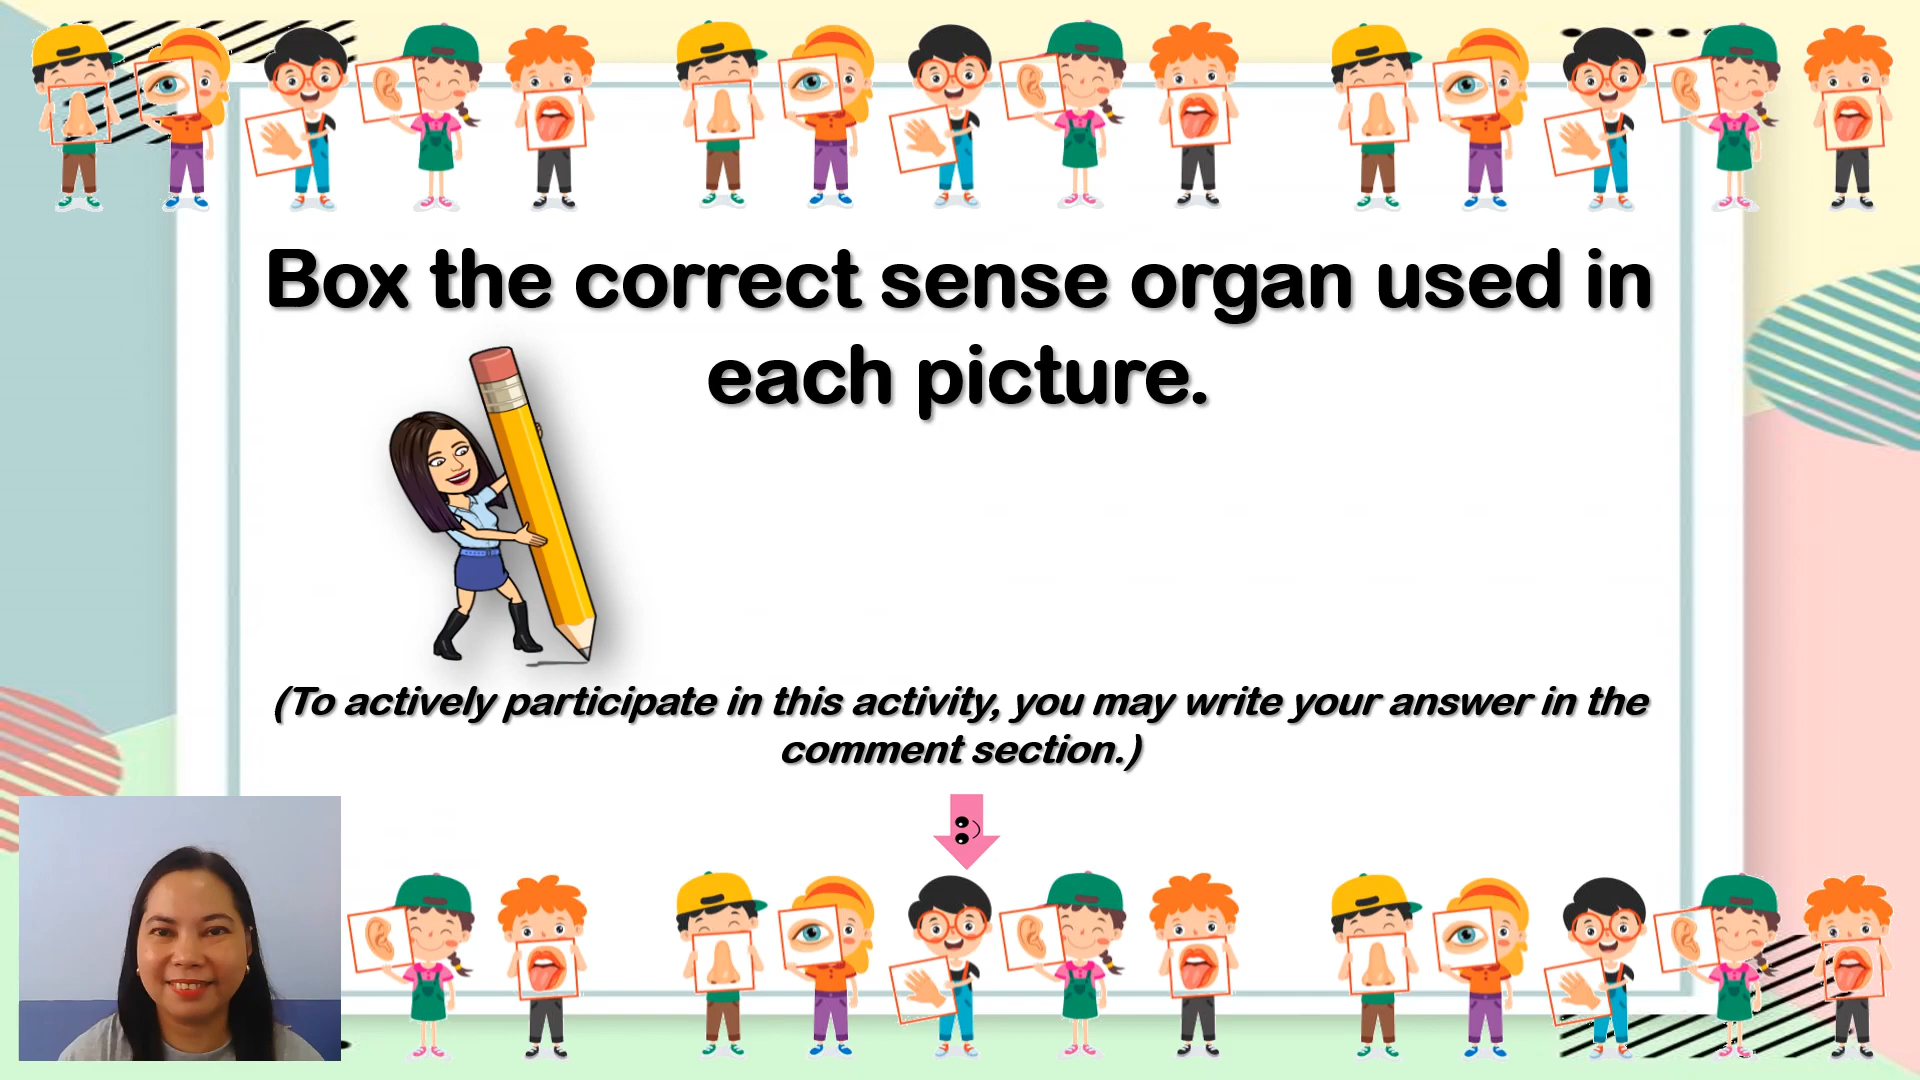 Box the correct sense organ used in
each picture.
(To actively participate in this activity, you may write your answer in the
comment section.)